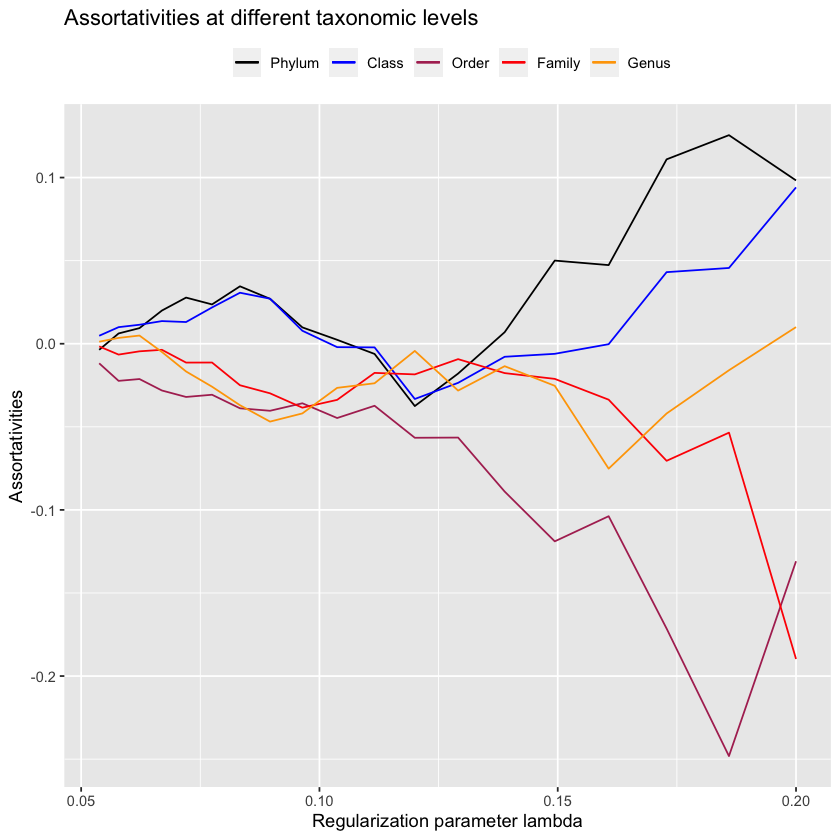 Assortativities at different taxonomic levels
Phylum Class Order Family Genus
0.1
0.0
-0.1
-0.2
Assortativities
0.05 0.10 0.15 0.20
Regularization parameter lambda